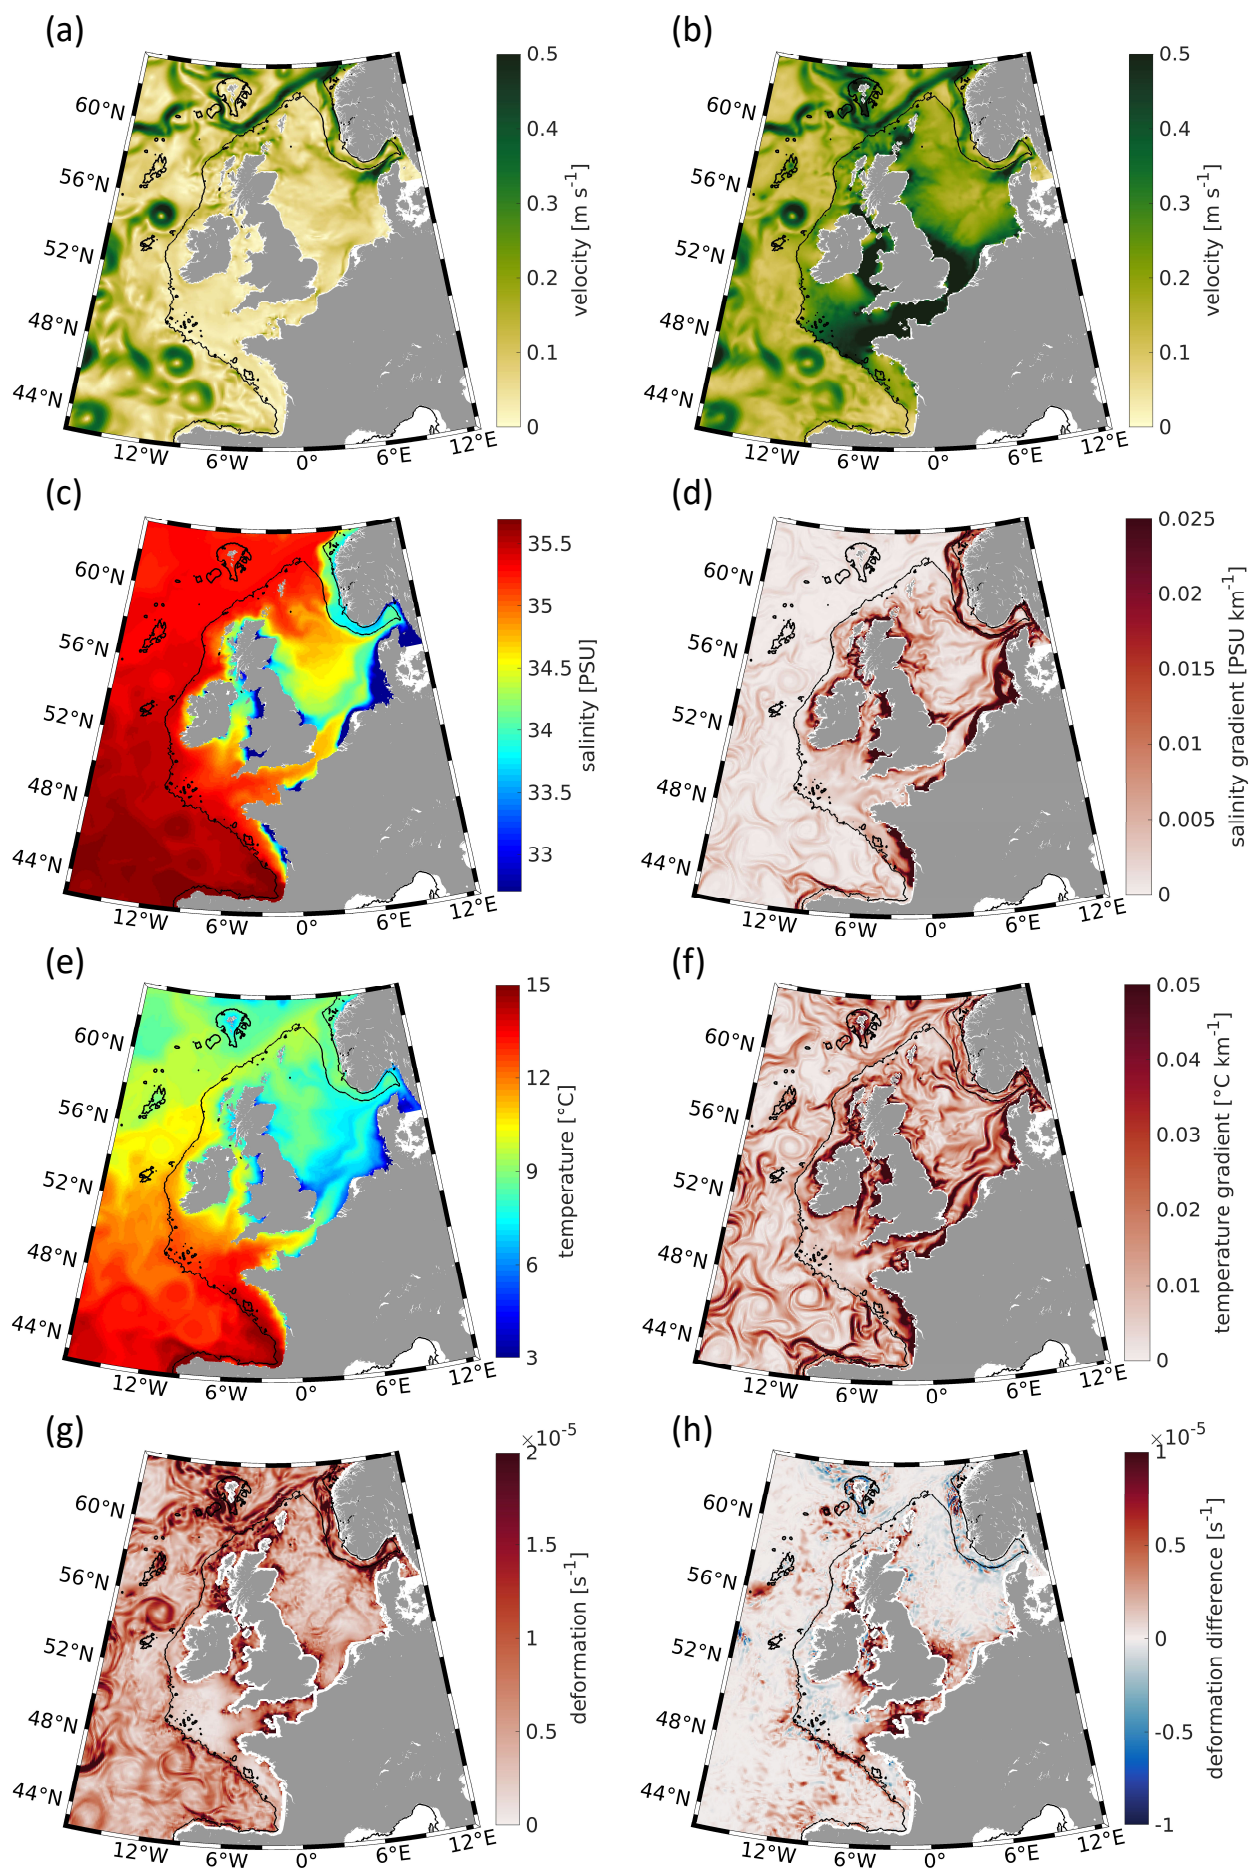 (a)
60°N
56°N
52°N
48°N
44°N
12°W
6°W
0°
6°E
12°E
0.5
0.4
0.3
0.2
0.1
0
velocity [m s-1]
(b)
60°N
56°N
52°N
48°N
44°N
12°W
6°W
0°
6°E
12°E
0.5
0.4
0.3
0.2
0.1
0
velocity [m s-1]
(c)
60°N
56°N
52°N
48°N
44°N
12°W
6°W
0°
6°E
12°E
35.5
35
34.5
34
33.5
33
salinity [PSU]
(d)
60°N
56°N
52°N
48°N
44°N
12°W
6°W
0°
6°E
12°E
0.025
0.02
0.015
0.01
0.005
0
salinity gradient [PSU km-1]
(e)
60°N
56°N
52°N
48°N
44°N
12°W
6°W
0°
6°E
12°E
15
12
9
6
3
temperature [°C]
(f)
60°N
56°N
52°N
48°N
44°N
12°W
6°W
0°
6°E
12°E
0.05
0.04
0.03
0.02
0.01
0
temperature gradient [°C km-1]
(g)
60°N
56°N
52°N
48°N
44°N
12°W
6°W
0°
6°E
12°E
×10-5
2
1.5
1
0.5
0
deformation [s-1]
(h)
60°N
56°N
52°N
48°N
44°N
12°W
6°W
0°
6°E
12°E
×10-5
1
0.5
0
-0.5
-1
deformation difference [s-1]